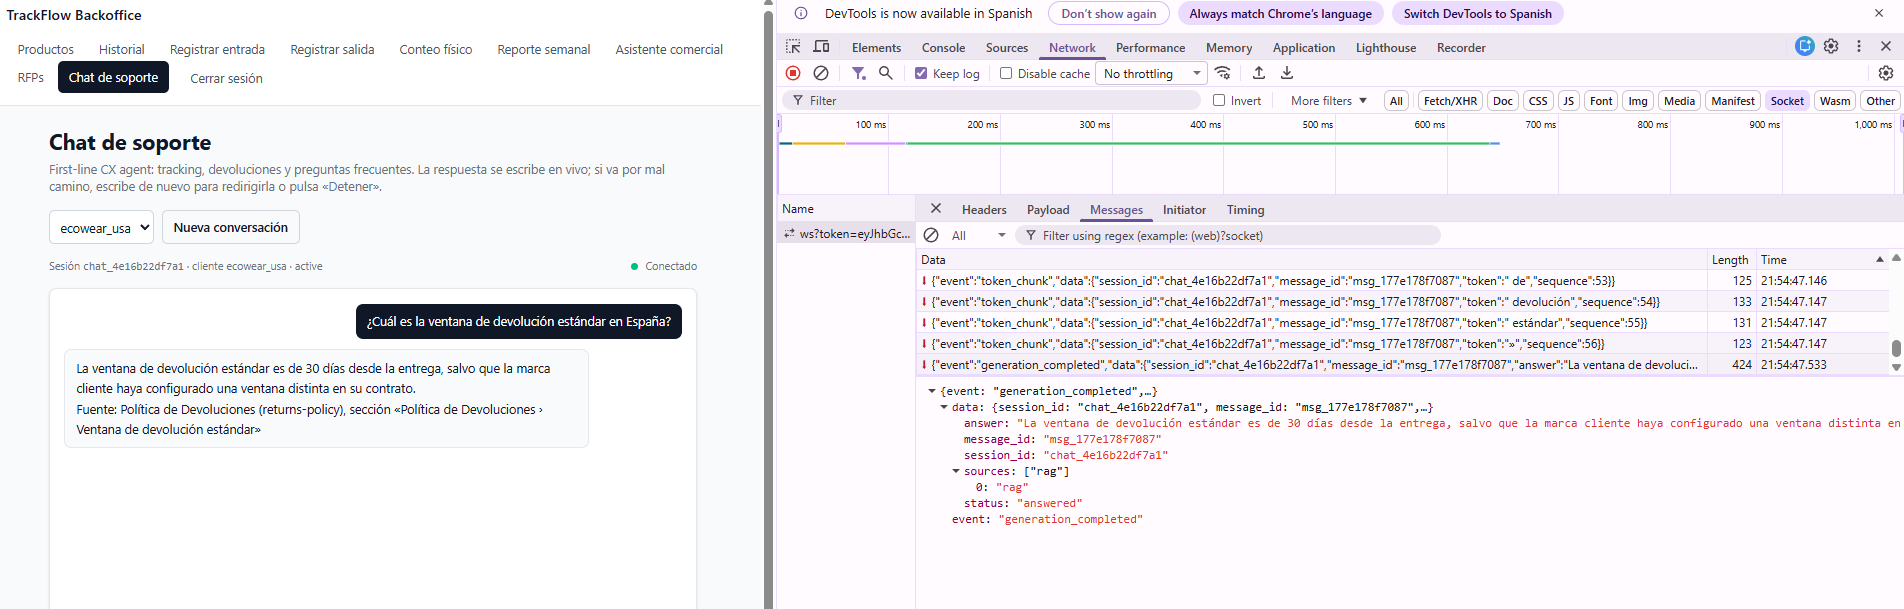 TrackFlow Backoffice
Productos Historial Registrar entrada Registrar salida Conteo físico Reporte semanal Asistente comercial
RFPs Chat de soporte Cerrar sesión
Chat de soporte
First-line CX agent: tracking, devoluciones y preguntas frecuentes. La respuesta se escribe en vivo; si va por mal
camino, escribe de nuevo para redirigirla o pulsa «Detener».
ecowear_usa Nueva conversación
Sesión chat_4e16b22df7a1 · cliente ecowear_usa · active Conectado
¿Cuál es la ventana de devolución estándar en España?
La ventana de devolución estándar es de 30 días desde la entrega, salvo que la marca
cliente haya configurado una ventana distinta en su contrato.
Fuente: Política de Devoluciones (returns-policy), sección «Política de Devoluciones ›
Ventana de devolución estándar»
DevTools is now available in Spanish Don't show again Always match Chrome's language Switch DevTools to Spanish
Elements Console Sources Network Performance Memory Application Lighthouse Recorder
Keep log Disable cache No throttling
Filter Invert More filters All Fetch/XHR Doc CSS JS Font Img Media Manifest Socket Wasm Other
100 ms 200 ms 300 ms 400 ms 500 ms 600 ms 700 ms 800 ms 900 ms 1,000 ms
Name Headers Payload Messages Initiator Timing
ws?token=eyJhbGc... All Filter using regex (example: (web)?socket)
Data Length Time
{"event":"token_chunk","data":{"session_id":"chat_4e16b22df7a1","message_id":"msg_177e178f7087","token":" de","sequence":53}} 125 21:54:47.146
{"event":"token_chunk","data":{"session_id":"chat_4e16b22df7a1","message_id":"msg_177e178f7087","token":" devolución","sequence":54}} 133 21:54:47.147
{"event":"token_chunk","data":{"session_id":"chat_4e16b22df7a1","message_id":"msg_177e178f7087","token":" estándar","sequence":55}} 131 21:54:47.147
{"event":"token_chunk","data":{"session_id":"chat_4e16b22df7a1","message_id":"msg_177e178f7087","token":"»","sequence":56}} 123 21:54:47.147
{"event":"generation_completed","data":{"session_id":"chat_4e16b22df7a1","message_id":"msg_177e178f7087","answer":"La ventana de devoluci... 424 21:54:47.533
{event: "generation_completed",…}
data: {session_id: "chat_4e16b22df7a1", message_id: "msg_177e178f7087",…}
answer: "La ventana de devolución estándar es de 30 días desde la entrega, salvo que la marca cliente haya configurado una ventana distinta en
message_id: "msg_177e178f7087"
session_id: "chat_4e16b22df7a1"
sources: ["rag"]
0: "rag"
status: "answered"
event: "generation_completed"